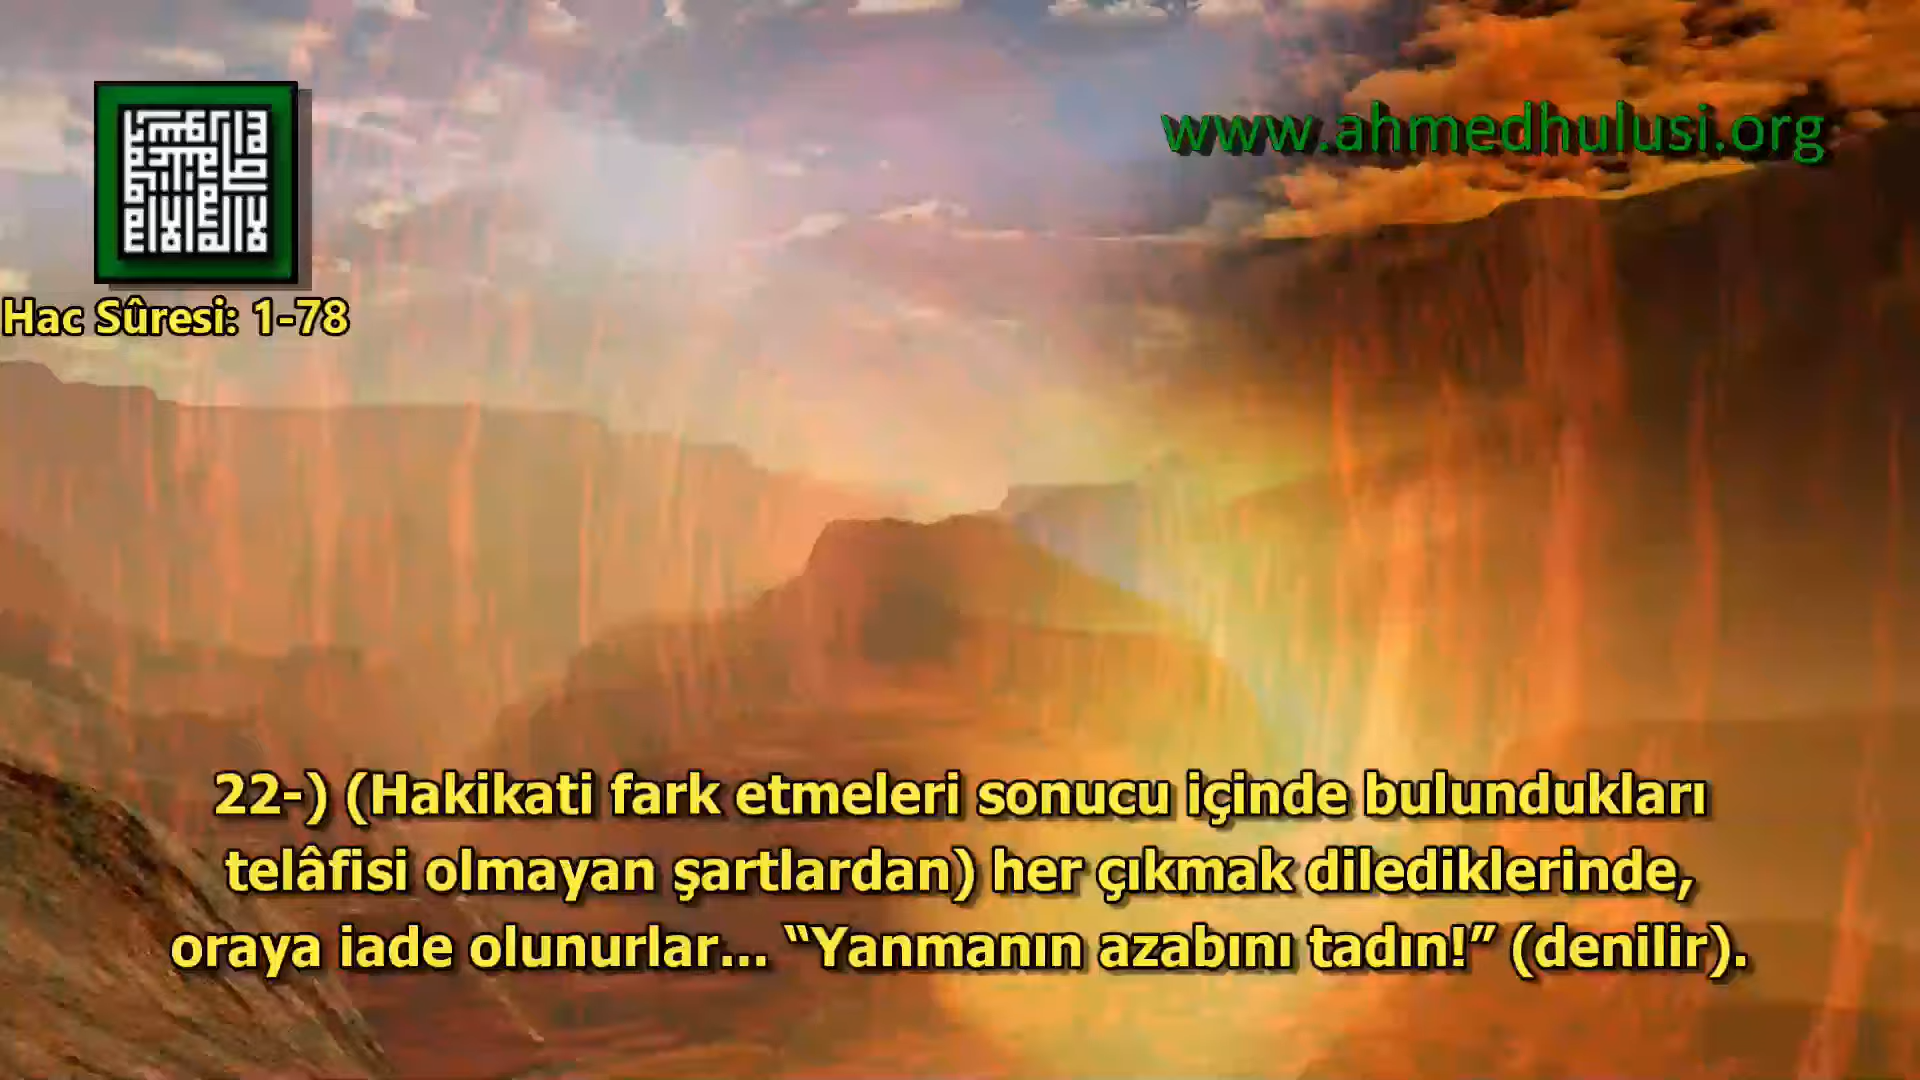 www.ahmedhulusi.org
Hac Sûresi: 1-78
22-) (Hakikati fark etmeleri sonucu içinde bulundukları
telâfisi olmayan şartlardan) her çıkmak dilediklerinde,
oraya iade olunurlar... “Yanmanın azabını tadın!” (denilir).